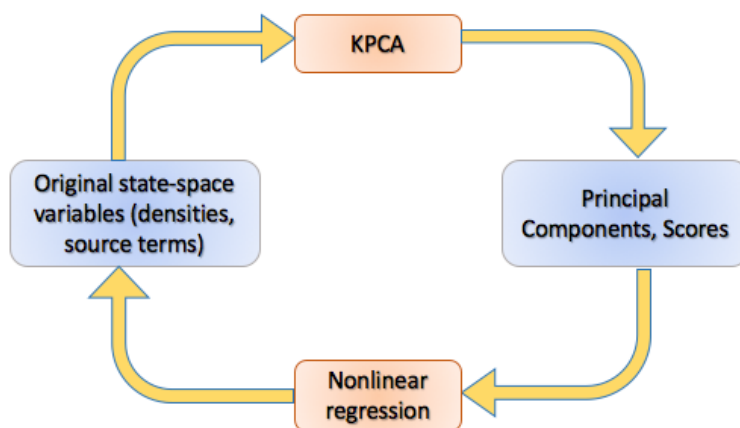 KPCA
Original state-space
variables (densities,
source terms)
Principal
Components, Scores
Nonlinear
regression